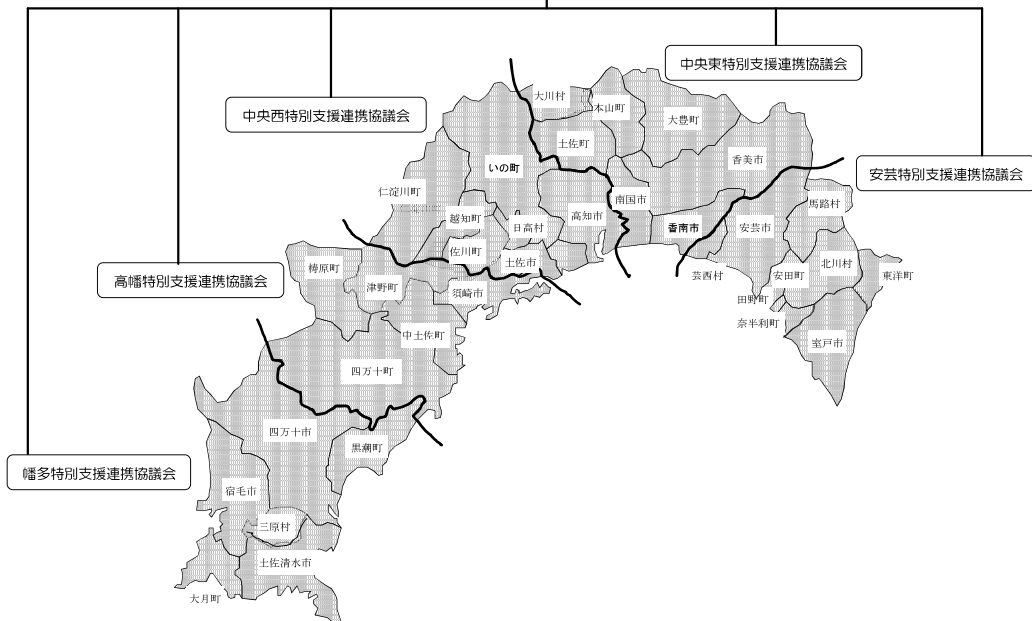 中央東特別支援連携協議会
中央西特別支援連携協議会
安芸特別支援連携協議会
高幡特別支援連携協議会
幡多特別支援連携協議会
大川村
本山町
大豊町
土佐町
香美市
いの町
仁淀川町
南国市
馬路村
越知町
日高村
高知市
香南市
安芸市
佐川町
土佐市
梼原町
津野町
須崎市
芸西村
安田町
北川村
東洋町
田野町
奈半利町
中土佐町
室戸市
四万十町
四万十市
黒潮町
宿毛市
三原村
土佐清水市
大月町